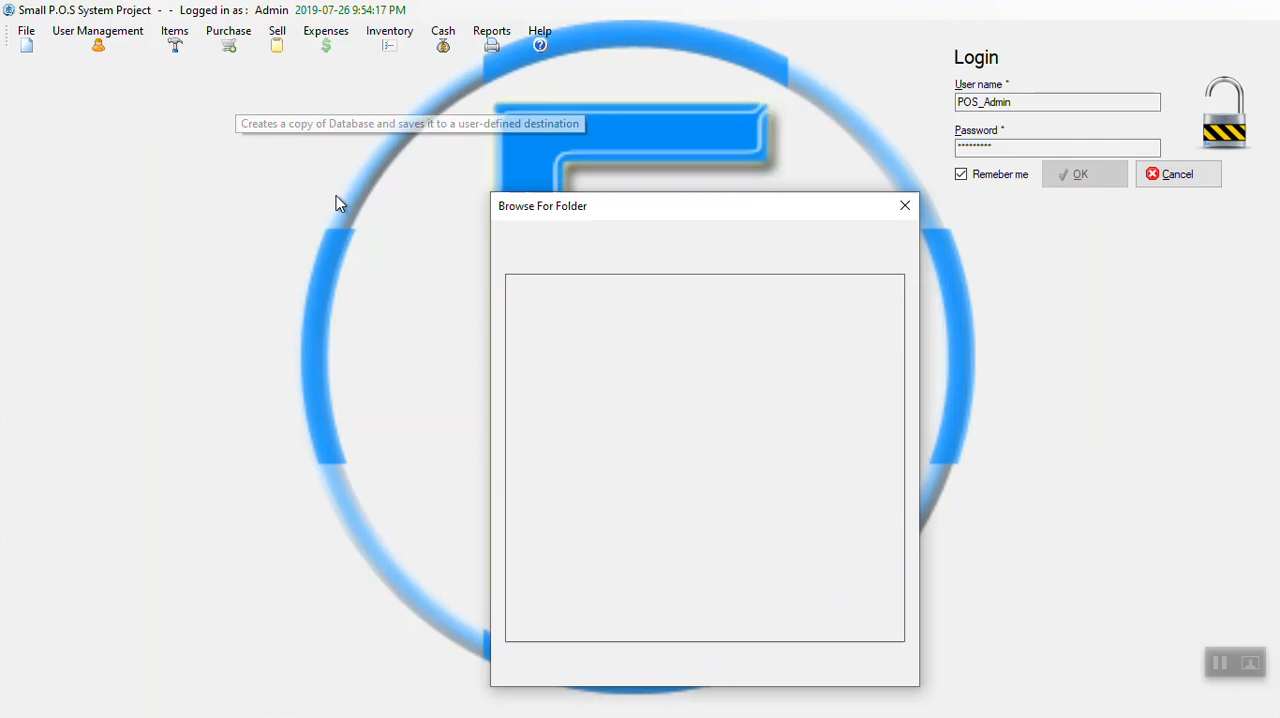 Small P.O.S System Project - - Logged in as : Admin 2019-07-26 9:54:17 PM
File User Management Items Purchase Sell Expenses Inventory Cash Reports Help
Login
User name *
POS_Admin
Creates a copy of Database and saves it to a user-defined destination
Password *
*********
Remeber me OK Cancel
Browse For Folder